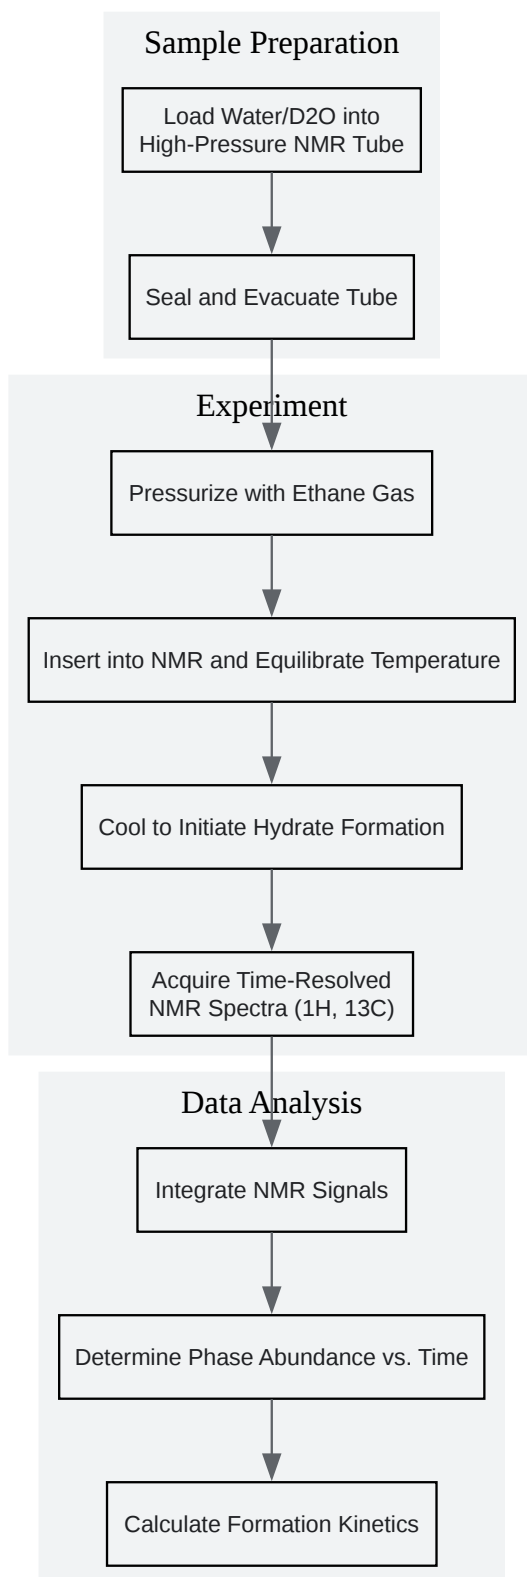 Sample Preparation
Load Water/D2O into
High-Pressure NMR Tube
Seal and Evacuate Tube
Experiment
Pressurize with Ethane Gas
Insert into NMR and Equilibrate Temperature
Cool to Initiate Hydrate Formation
Acquire Time-Resolved
NMR Spectra (1H, 13C)
Data Analysis
Integrate NMR Signals
Determine Phase Abundance vs. Time
Calculate Formation Kinetics